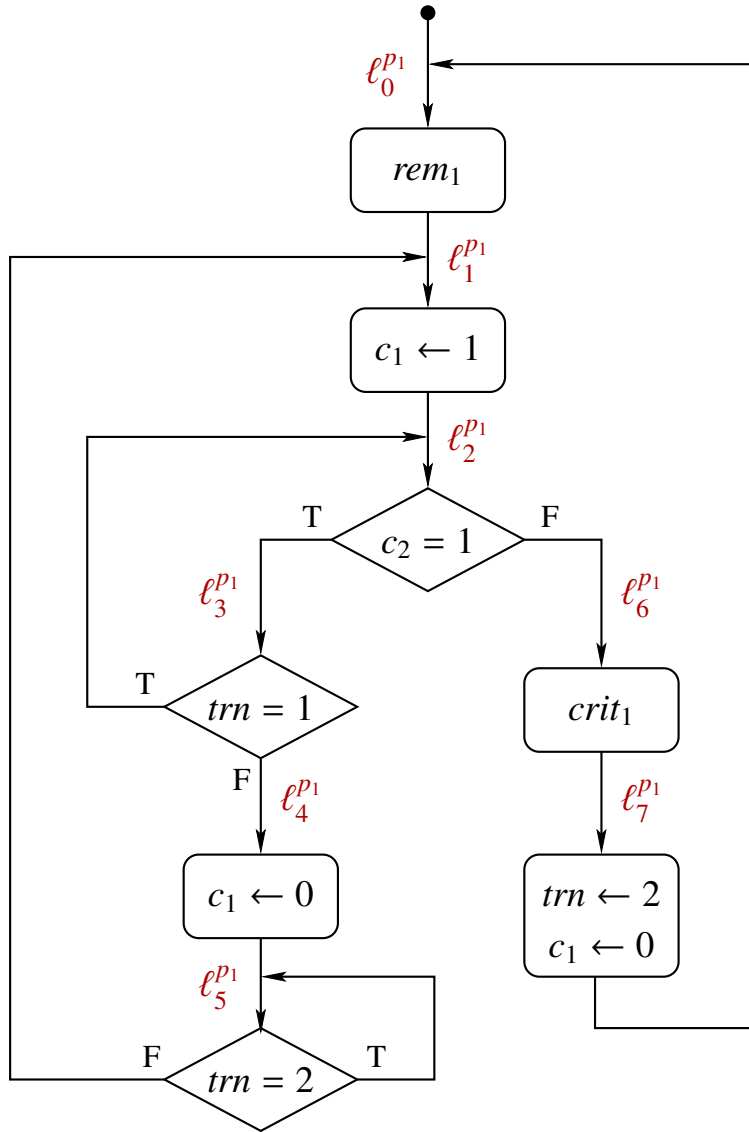 ℓ₀^{p₁}
rem₁
ℓ₁^{p₁}
c₁ ← 1
ℓ₂^{p₁}
T
F
c₂ = 1
ℓ₃^{p₁}
ℓ₆^{p₁}
T
trn = 1
crit₁
F
ℓ₄^{p₁}
ℓ₇^{p₁}
c₁ ← 0
trn ← 2
c₁ ← 0
ℓ₅^{p₁}
F
T
trn = 2